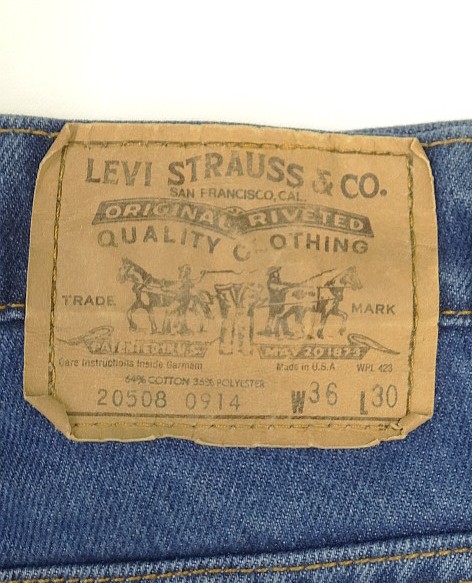 LEVI STRAUSS & CO.
SAN FRANCISCO, CAL.
ORIGINAL RIVETED
QUALITY CLOTHING
TRADE MARK
PATENTED U.S. MAY 20 1873
Care Instructions Inside Garment Made in U.S.A WPL 423
64% COTTON 36% POLYESTER
20508 0914 W36 L30